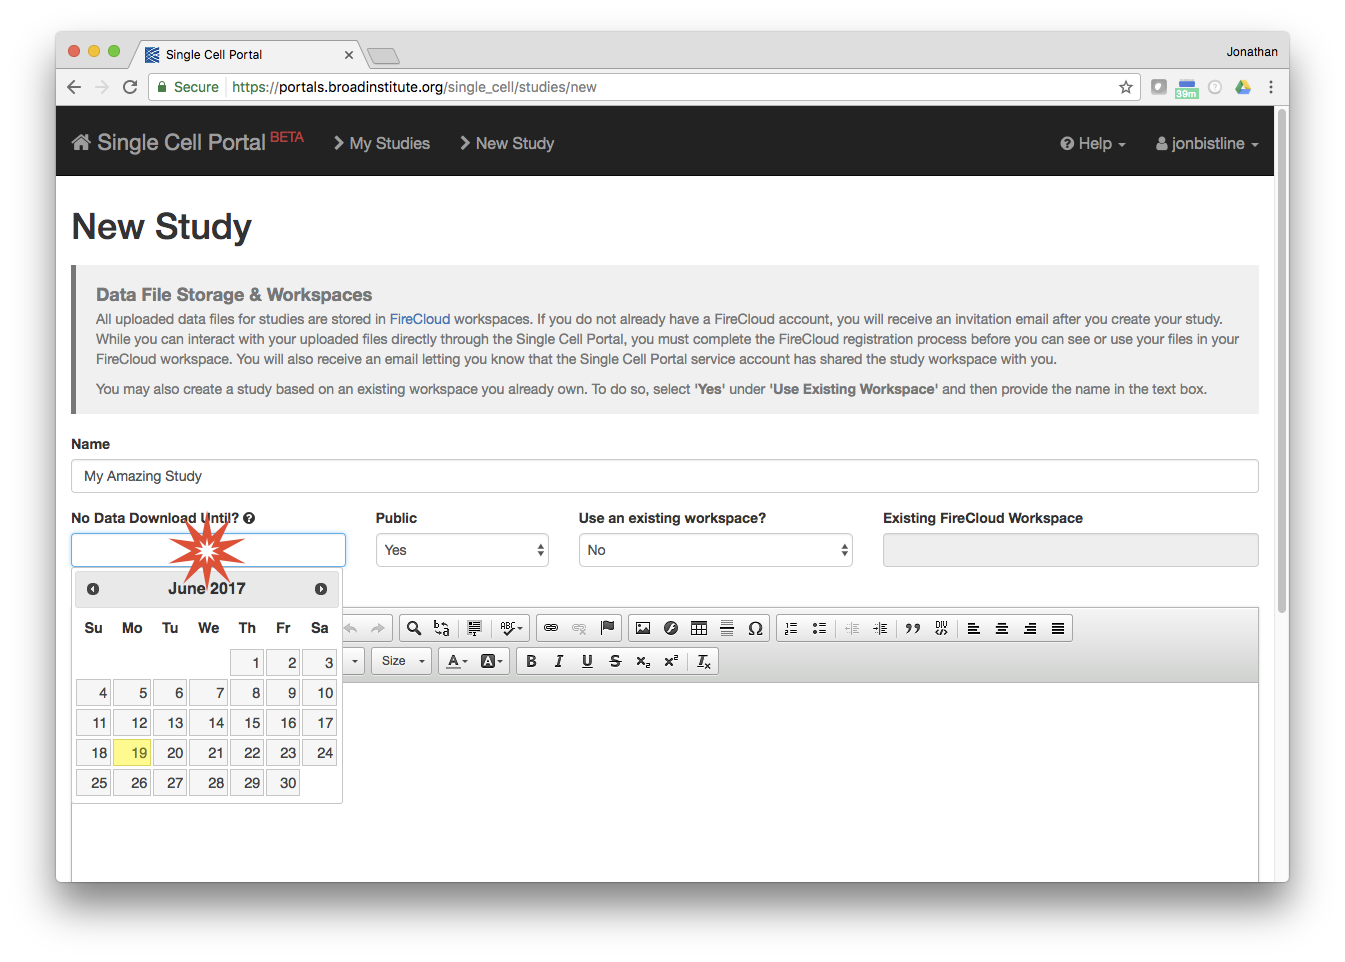 Single Cell Portal
Jonathan
Secure https://portals.broadinstitute.org/single_cell/studies/new
39m
Single Cell Portal BETA My Studies New Study Help jonbistline
New Study
Data File Storage & Workspaces
All uploaded data files for studies are stored in FireCloud workspaces. If you do not already have a FireCloud account, you will receive an invitation email after you create your study.
While you can interact with your uploaded files directly through the Single Cell Portal, you must complete the FireCloud registration process before you can see or use your files in your
FireCloud workspace. You will also receive an email letting you know that the Single Cell Portal service account has shared the study workspace with you.
You may also create a study based on an existing workspace you already own. To do so, select 'Yes' under 'Use Existing Workspace' and then provide the name in the text box.
Name
My Amazing Study
No Data Download Until? Public Use an existing workspace? Existing FireCloud Workspace
Yes No
June 2017
Su Mo Tu We Th Fr Sa
1 2 3
4 5 6 7 8 9 10
11 12 13 14 15 16 17
18 19 20 21 22 23 24
25 26 27 28 29 30
ABC Ω DIV
Size A A B I U S x₂ x² Tx